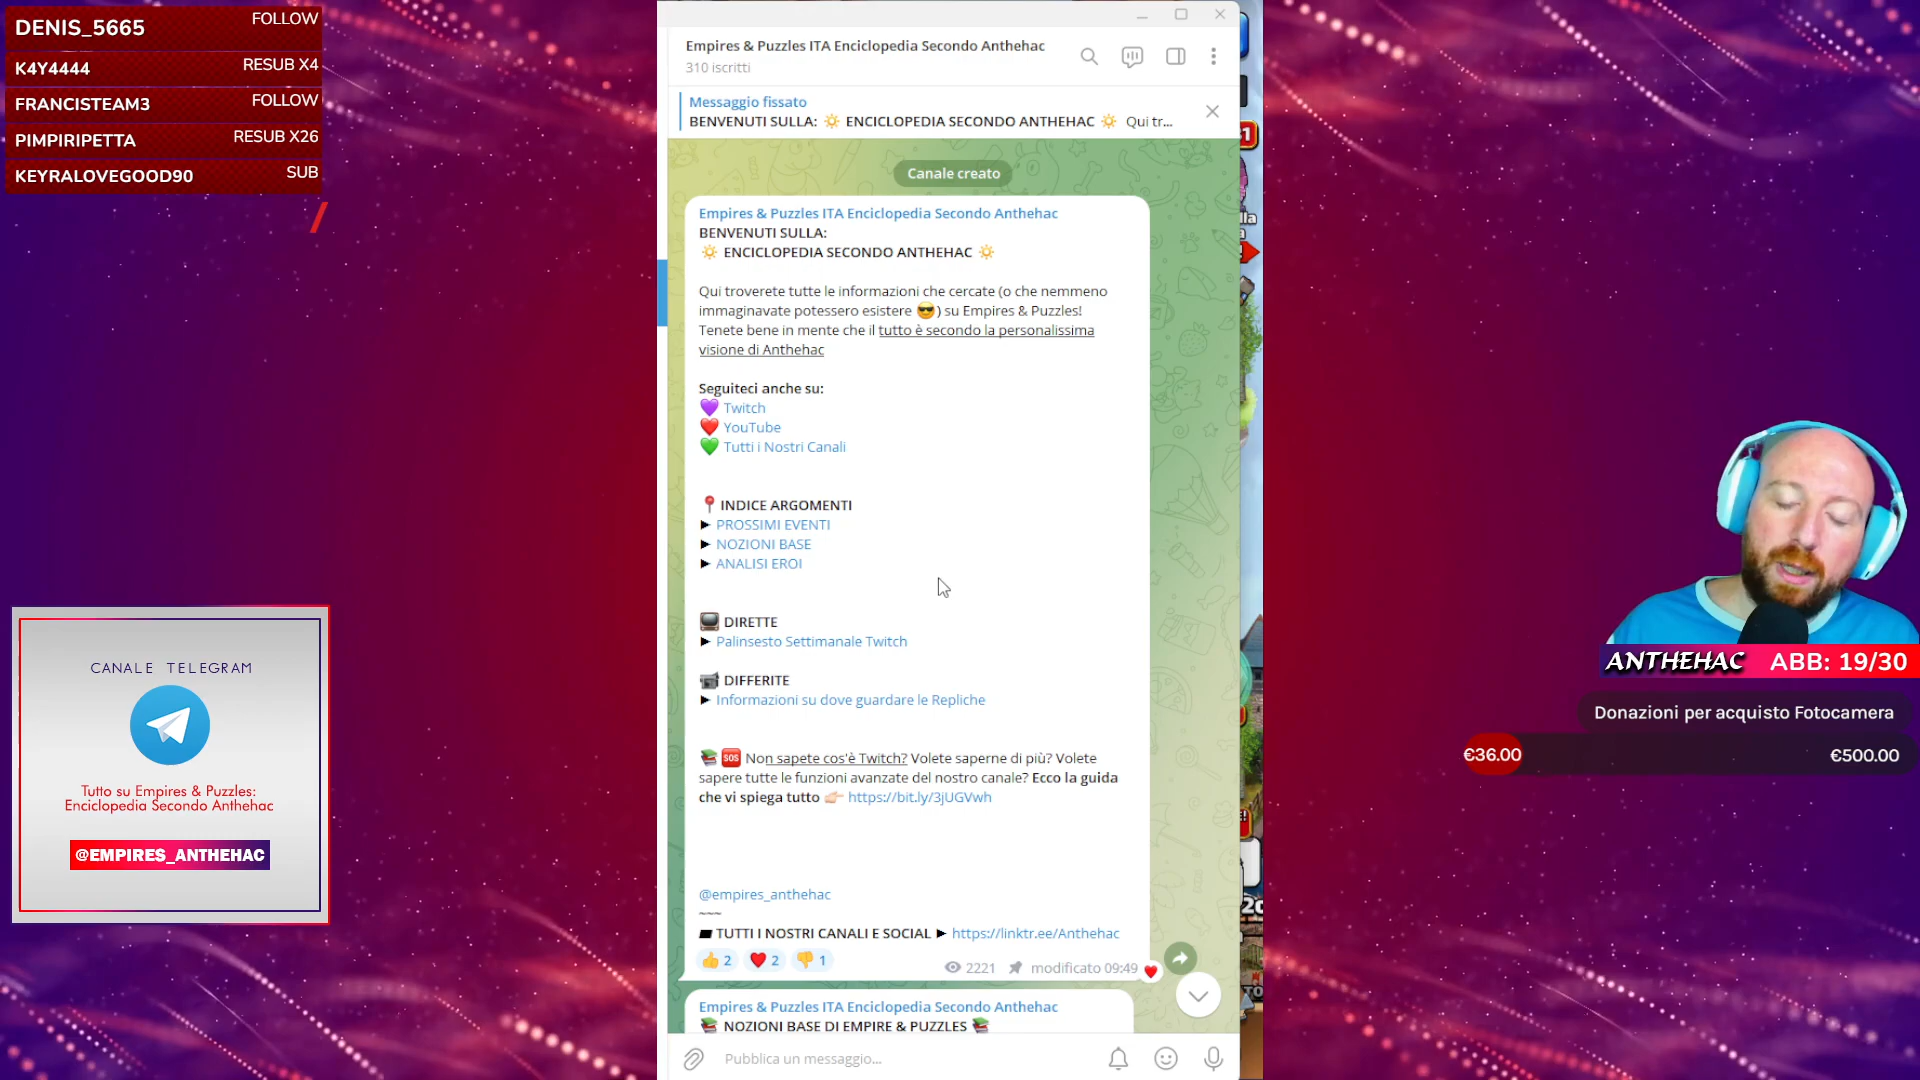 DENIS_5665 FOLLOW
K4Y4444 RESUB X4
FRANCISTEAM3 FOLLOW
PIMPIRIPETTA RESUB X26
KEYRALOVEGOOD90 SUB
CANALE TELEGRAM
Tutto su Empires & Puzzles:
Enciclopedia Secondo Anthehac
@EMPIRES_ANTHEHAC
Empires & Puzzles ITA Enciclopedia Secondo Anthehac
310 iscritti
Messaggio fissato
BENVENUTI SULLA: ☀️ ENCICLOPEDIA SECONDO ANTHEHAC ☀️ Qui tr...
Canale creato
Empires & Puzzles ITA Enciclopedia Secondo Anthehac
BENVENUTI SULLA:
☀️ ENCICLOPEDIA SECONDO ANTHEHAC ☀️
Qui troverete tutte le informazioni che cercate (o che nemmeno
immaginavate potessero esistere 😎) su Empires & Puzzles!
Tenete bene in mente che il tutto è secondo la personalissima
visione di Anthehac
Seguiteci anche su:
💜 Twitch
❤️ YouTube
💚 Tutti i Nostri Canali
📍 INDICE ARGOMENTI
► PROSSIMI EVENTI
► NOZIONI BASE
► ANALISI EROI
📺 DIRETTE
► Palinsesto Settimanale Twitch
📹 DIFFERITE
► Informazioni su dove guardare le Repliche
📚 🆘 Non sapete cos'è Twitch? Volete saperne di più? Volete
sapere tutte le funzioni avanzate del nostro canale? Ecco la guida
che vi spiega tutto 👉🏻 https://bit.ly/3jUGVwh
@empires_anthehac
~~~
TUTTI I NOSTRI CANALI E SOCIAL ► https://linktr.ee/Anthehac
👍 2 ❤️ 2 👎 1
2221 modificato 09:49
Empires & Puzzles ITA Enciclopedia Secondo Anthehac
📚 NOZIONI BASE DI EMPIRE & PUZZLES 📚
Pubblica un messaggio...
ANTHEHAC ABB: 19/30
Donazioni per acquisto Fotocamera
€36.00 €500.00